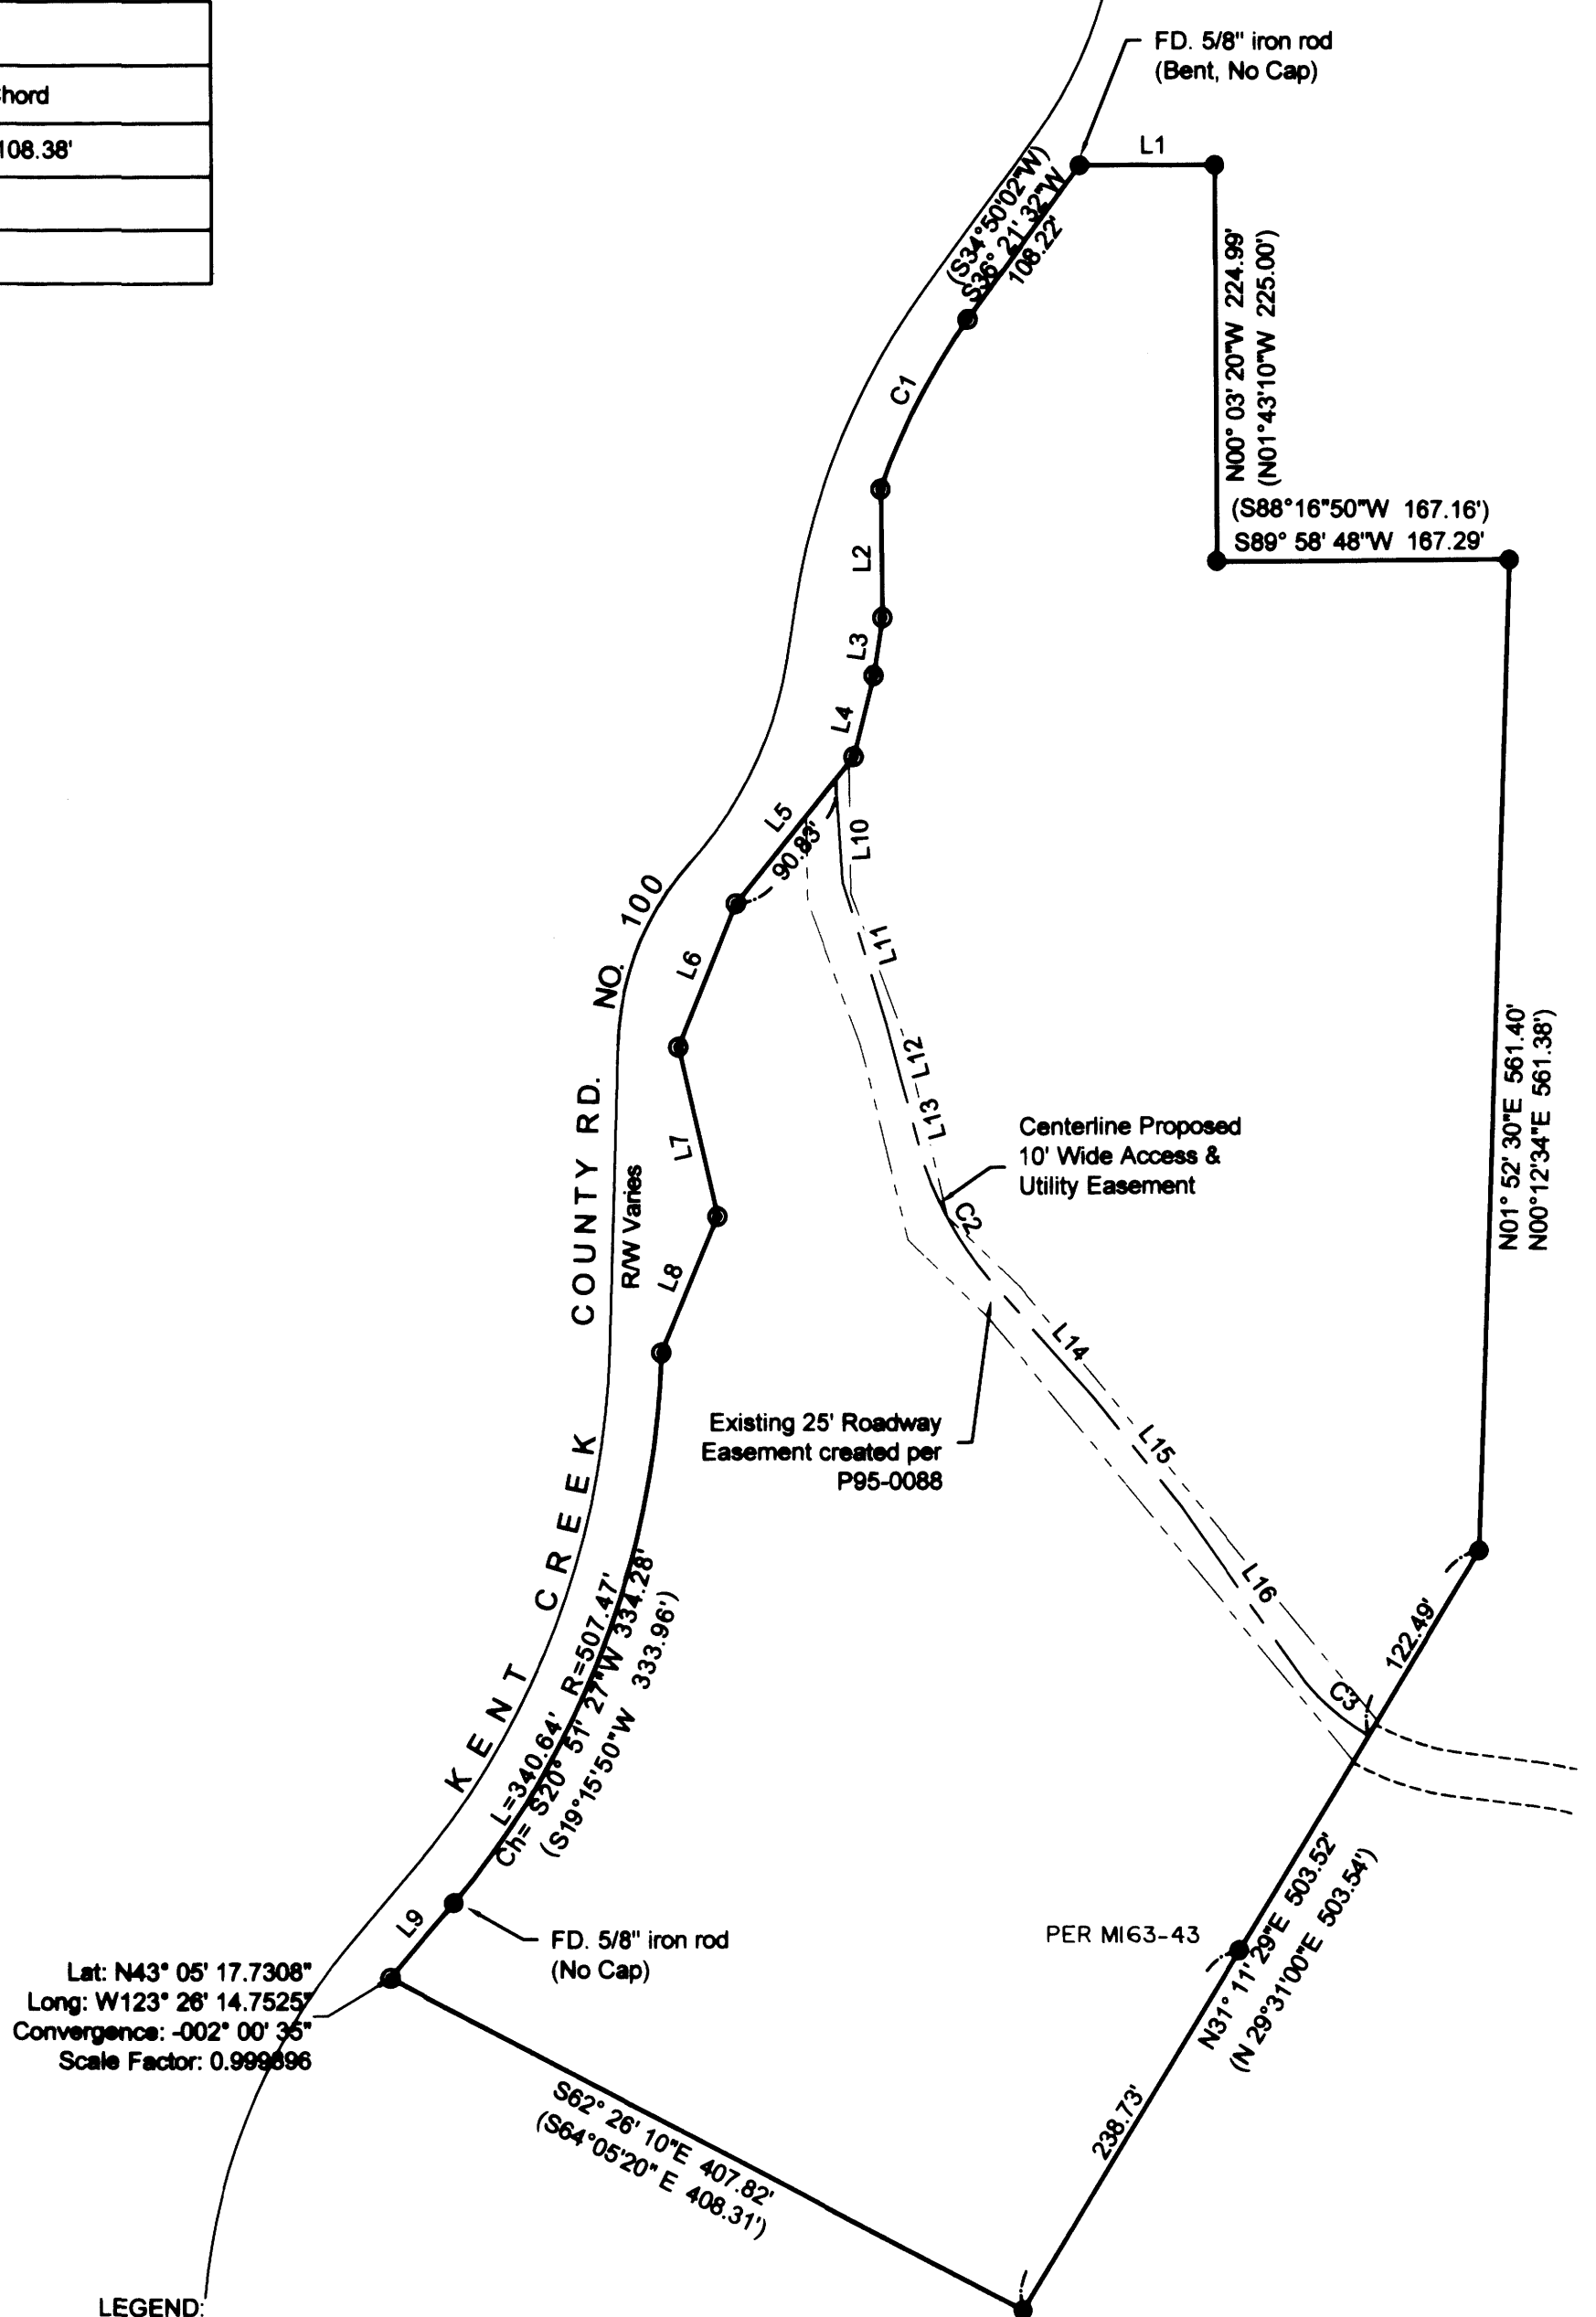 hord
108.38'
FD. 5/8" iron rod
(Bent, No Cap)
L1
(S34°50'02"W)
S36° 21' 32"W
108.22'
N00° 03' 20"W 224.99'
(N01°43'10"W 225.00')
C1
(S88°16"50"W 167.16')
S89° 58' 48"W 167.29'
L2
L3
L4
L5
90.83'
L10
L11
L6
L12
L13
L7
L8
KENT CREEK COUNTY RD. NO. 100
R/W Varies
Centerline Proposed
10' Wide Access &
Utility Easement
C2
N01° 52' 30"E 561.40'
N00°12'34"E 561.38')
L14
L15
L16
C3
Existing 25' Roadway
Easement created per
P95-0088
122.49'
L=340.64' R=507.47'
Ch= S20° 51' 27"W 334.28'
(S19°15'50"W 333.96')
L9
FD. 5/8" iron rod
(No Cap)
PER MI63-43
N31° 11' 29"E 503.52'
(N 29°31'00"E 503.54')
238.73'
Lat: N43° 05' 17.7308"
Long: W123° 26' 14.7525"
Convergence: -002° 00' 35"
Scale Factor: 0.999896
S62° 26' 10"E 407.82'
(S64°05'20" E 408.31')
LEGEND: